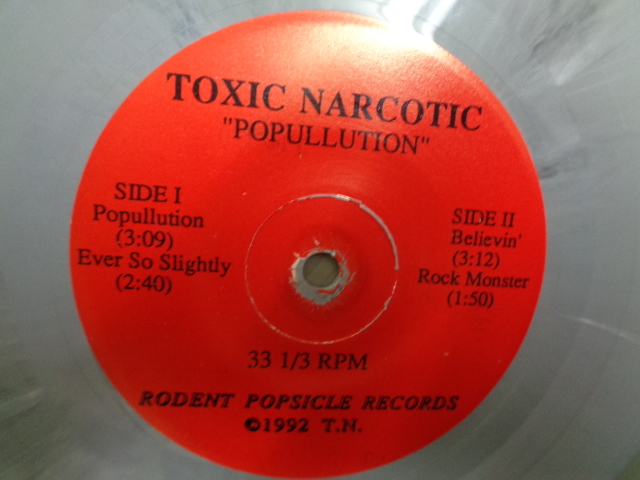 TOXIC NARCOTIC
"POPULLUTION"
SIDE I
Popullution
(3:09)
Ever So Slightly
(2:40)
SIDE II
Believin'
(3:12)
Rock Monster
(1:50)
33 1/3 RPM
RODENT POPSICLE RECORDS
©1992 T.N.